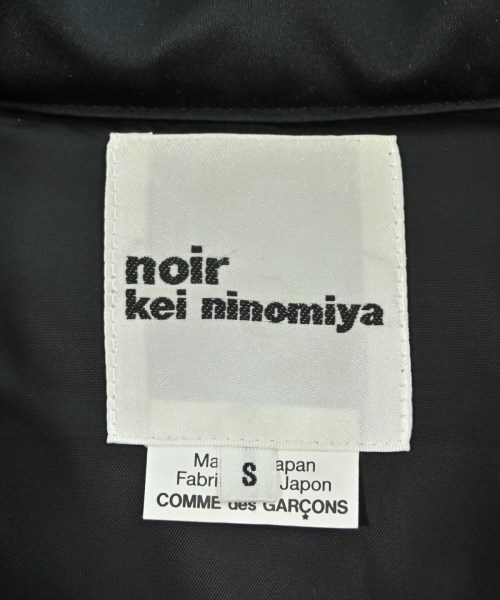 noir
kei ninomiya
Ma apan
S
Fabri Japon
COMME des GARÇONS